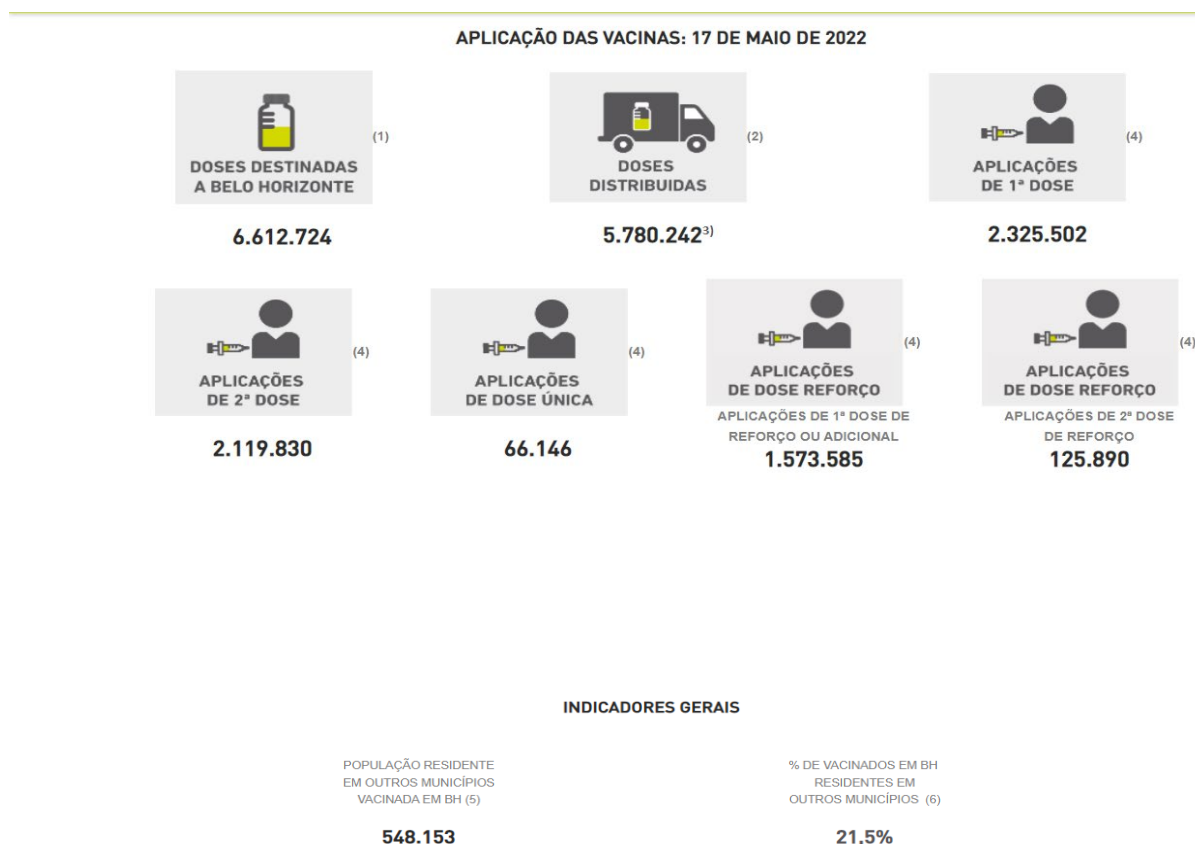 APLICAÇÃO DAS VACINAS: 17 DE MAIO DE 2022
DOSES DESTINADAS
A BELO HORIZONTE
(1)
6.612.724
DOSES
DISTRIBUIDAS
(2)
5.780.242³⁾
APLICAÇÕES
DE 1ª DOSE
(4)
2.325.502
APLICAÇÕES
DE 2ª DOSE
(4)
2.119.830
APLICAÇÕES
DE DOSE ÚNICA
(4)
66.146
APLICAÇÕES
DE DOSE REFORÇO
(4)
APLICAÇÕES DE 1ª DOSE DE
REFORÇO OU ADICIONAL
1.573.585
APLICAÇÕES
DE DOSE REFORÇO
(4)
APLICAÇÕES DE 2ª DOSE
DE REFORÇO
125.890
INDICADORES GERAIS
POPULAÇÃO RESIDENTE
EM OUTROS MUNICÍPIOS
VACINADA EM BH (5)
548.153
% DE VACINADOS EM BH
RESIDENTES EM
OUTROS MUNICÍPIOS (6)
21,5%